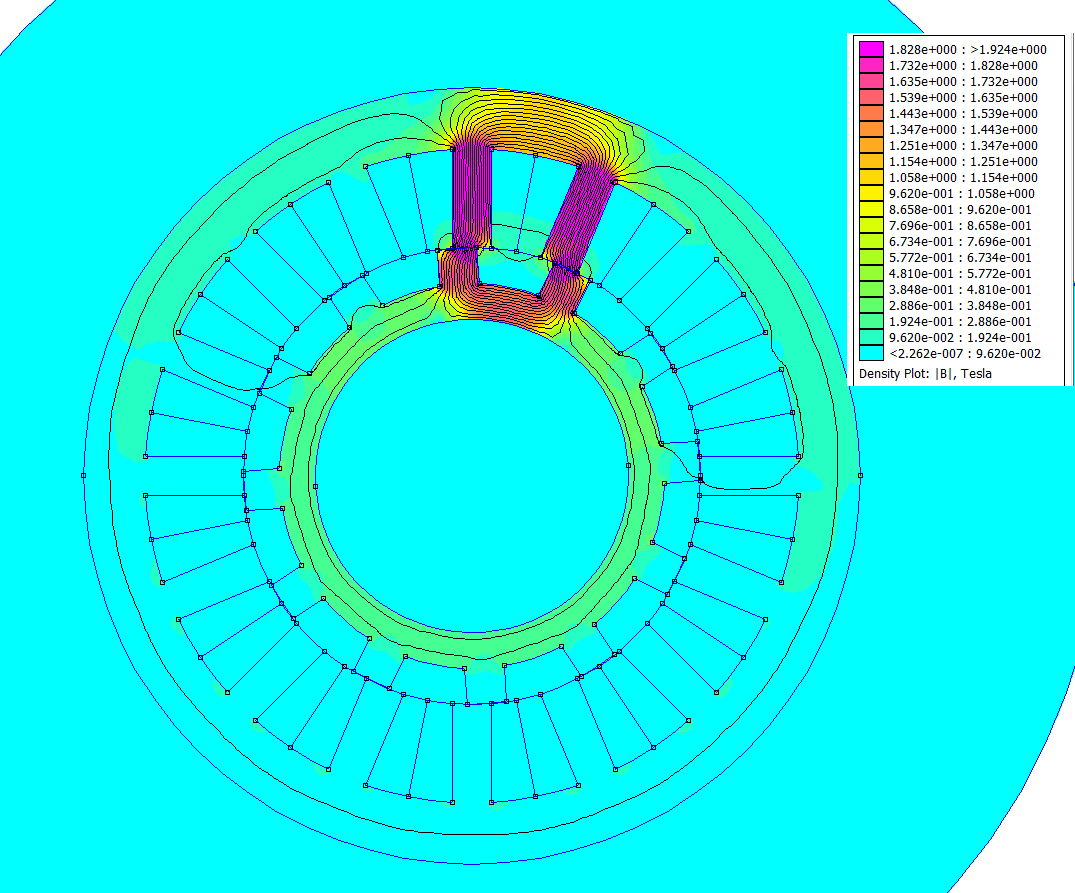 1.828e+000 : >1.924e+000
1.732e+000 : 1.828e+000
1.635e+000 : 1.732e+000
1.539e+000 : 1.635e+000
1.443e+000 : 1.539e+000
1.347e+000 : 1.443e+000
1.251e+000 : 1.347e+000
1.154e+000 : 1.251e+000
1.058e+000 : 1.154e+000
9.620e-001 : 1.058e+000
8.658e-001 : 9.620e-001
7.696e-001 : 8.658e-001
6.734e-001 : 7.696e-001
5.772e-001 : 6.734e-001
4.810e-001 : 5.772e-001
3.848e-001 : 4.810e-001
2.886e-001 : 3.848e-001
1.924e-001 : 2.886e-001
9.620e-002 : 1.924e-001
<2.262e-007 : 9.620e-002
Density Plot: |B|, Tesla